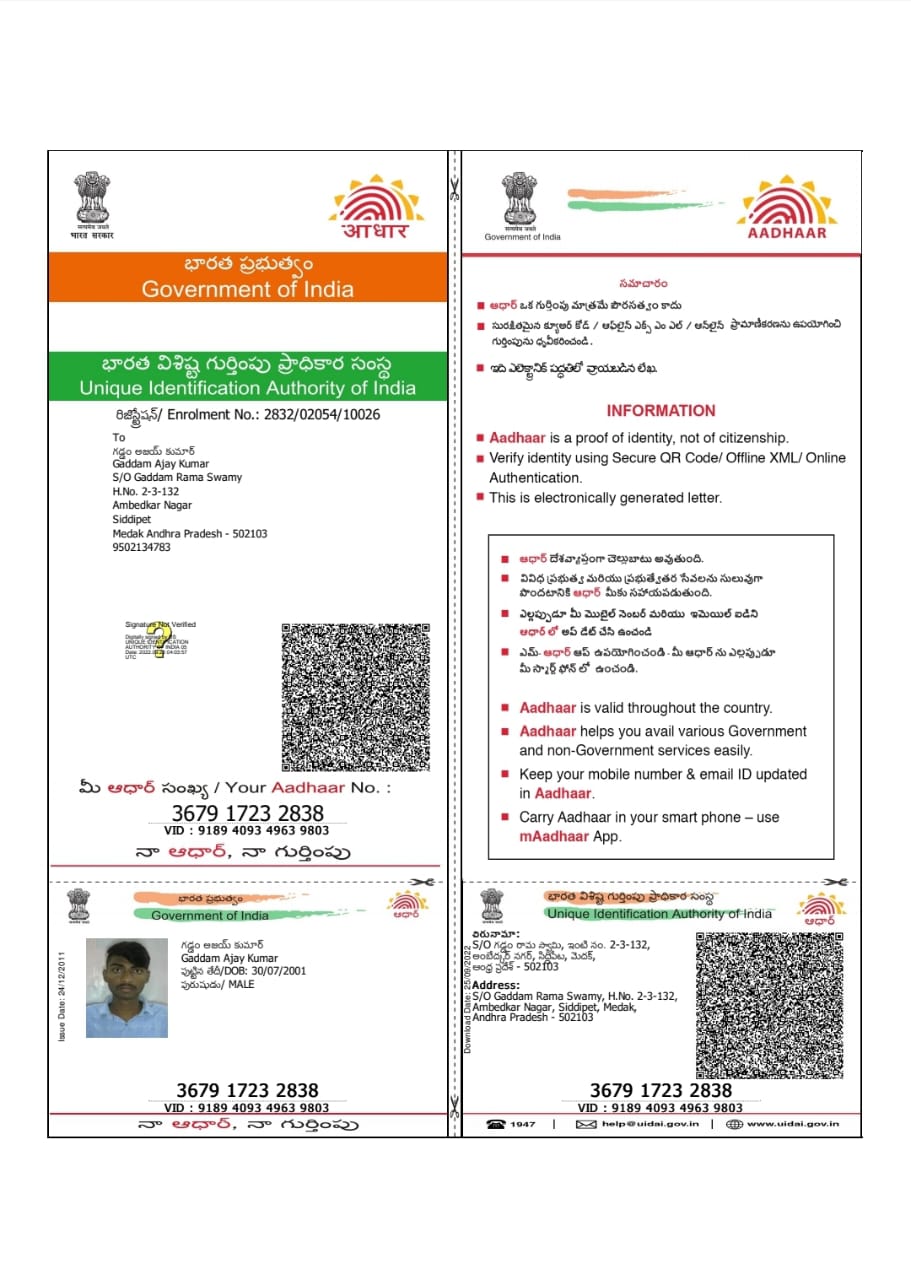 सत्यमेव जयते
भारत सरकार
आधार
భారత ప్రభుత్వం
Government of India
భారత విశిష్ట గుర్తింపు ప్రాధికార సంస్థ
Unique Identification Authority of India
రిజిస్ట్రేషన్/ Enrolment No.: 2832/02054/10026
To
గడ్డం అజయ్ కుమార్
Gaddam Ajay Kumar
S/O Gaddam Rama Swamy
H.No. 2-3-132
Ambedkar Nagar
Siddipet
Medak Andhra Pradesh - 502103
9502134783
Signature Not Verified
Digitally signed by DS
UNIQUE IDENTIFICATION
AUTHORITY OF INDIA 05
UTC
మీ ఆధార్ సంఖ్య / Your Aadhaar No. :
3679 1723 2838
VID : 9189 4093 4963 9803
నా ఆధార్, నా గుర్తింపు
सत्यमेव जयते
Government of India
AADHAAR
సమాచారం
ఆధార్ ఒక గుర్తింపు మాత్రమే పౌరసత్వం కాదు
సురక్షితమైన క్యూఆర్ కోడ్ / ఆఫ్‌లైన్ ఎక్స్ ఎం ఎల్ / ఆన్‌లైన్ ప్రామాణీకరణను ఉపయోగించి
గుర్తింపును ధృవీకరించండి.
ఇది ఎలెక్ట్రానిక్ పద్ధతిలో వ్రాయబడిన లేఖ.
INFORMATION
Aadhaar is a proof of identity, not of citizenship.
Verify identity using Secure QR Code/ Offline XML/ Online
Authentication.
This is electronically generated letter.
ఆధార్ దేశవ్యాప్తంగా చెల్లుబాటు అవుతుంది.
వివిధ ప్రభుత్వ మరియు ప్రభుత్వేతర సేవలను సులువుగా
పొందటానికి ఆధార్ మీకు సహాయపడుతుంది.
ఎల్లప్పుడూ మీ మొబైల్ నెంబర్ మరియు ఇమెయిల్ ఐడిని
ఆధార్ లో అప్ డేట్ చేసి ఉంచండి
ఎమ్- ఆధార్ ఆప్ ఉపయోగించండి - మీ ఆధార్ ను ఎల్లప్పుడూ
మీ స్మార్ట్ ఫోన్ లో ఉంచండి.
Aadhaar is valid throughout the country.
Aadhaar helps you avail various Government
and non-Government services easily.
Keep your mobile number & email ID updated
in Aadhaar.
Carry Aadhaar in your smart phone – use
mAadhaar App.
భారత ప్రభుత్వం
Government of India
ఆధార్
Issue Date: 24/12/2011
గడ్డం అజయ్ కుమార్
Gaddam Ajay Kumar
పుట్టిన తేదీ/DOB: 30/07/2001
పురుషుడు/ MALE
3679 1723 2838
VID : 9189 4093 4963 9803
నా ఆధార్, నా గుర్తింపు
భారత విశిష్ట గుర్తింపు ప్రాధికార సంస్థ
Unique Identification Authority of India
ఆధార్
Download Date: 25/09/2022
చిరునామా:
S/O గడ్డం రామ స్వామి, ఇంటి నం. 2-3-132,
అంబేద్కర్ నగర్, సిద్దిపేట, మెదక్,
ఆంధ్ర ప్రదేశ్ - 502103
Address:
S/O Gaddam Rama Swamy, H.No. 2-3-132,
Ambedkar Nagar, Siddipet, Medak,
Andhra Pradesh - 502103
3679 1723 2838
VID : 9189 4093 4963 9803
1947 | help@uidai.gov.in | www.uidai.gov.in